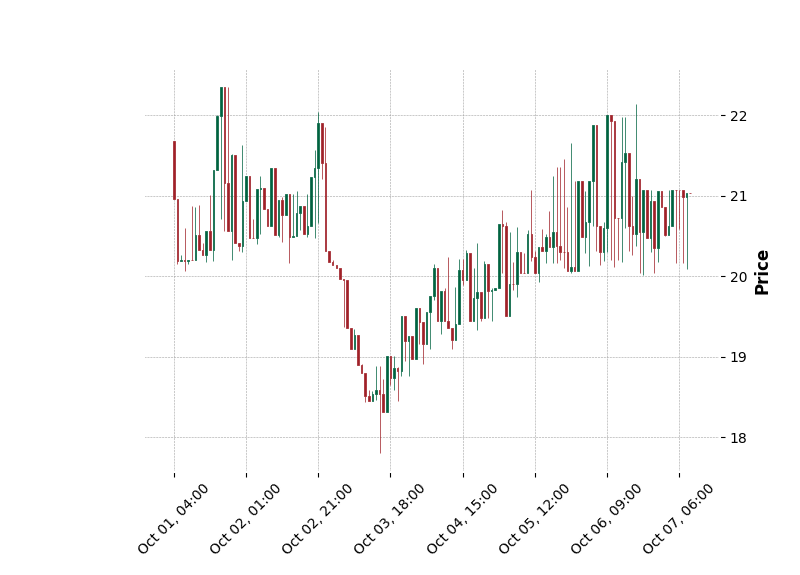 22
21
20
19
18
Price
Oct 01, 04:00
Oct 02, 01:00
Oct 02, 21:00
Oct 03, 18:00
Oct 04, 15:00
Oct 05, 12:00
Oct 06, 09:00
Oct 07, 06:00